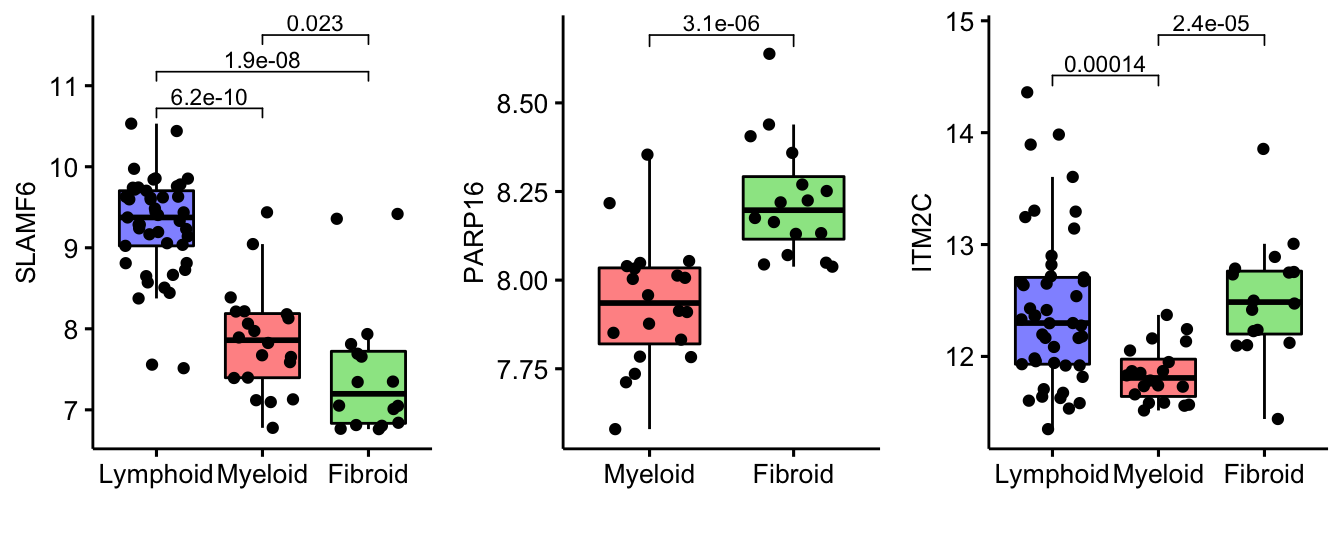 SLAMF6
11
10
9
8
7
0.023
1.9e-08
6.2e-10
Lymphoid Myeloid Fibroid
PARP16
8.50
8.25
8.00
7.75
3.1e-06
Myeloid Fibroid
ITM2C
15
14
13
12
2.4e-05
0.00014
Lymphoid Myeloid Fibroid